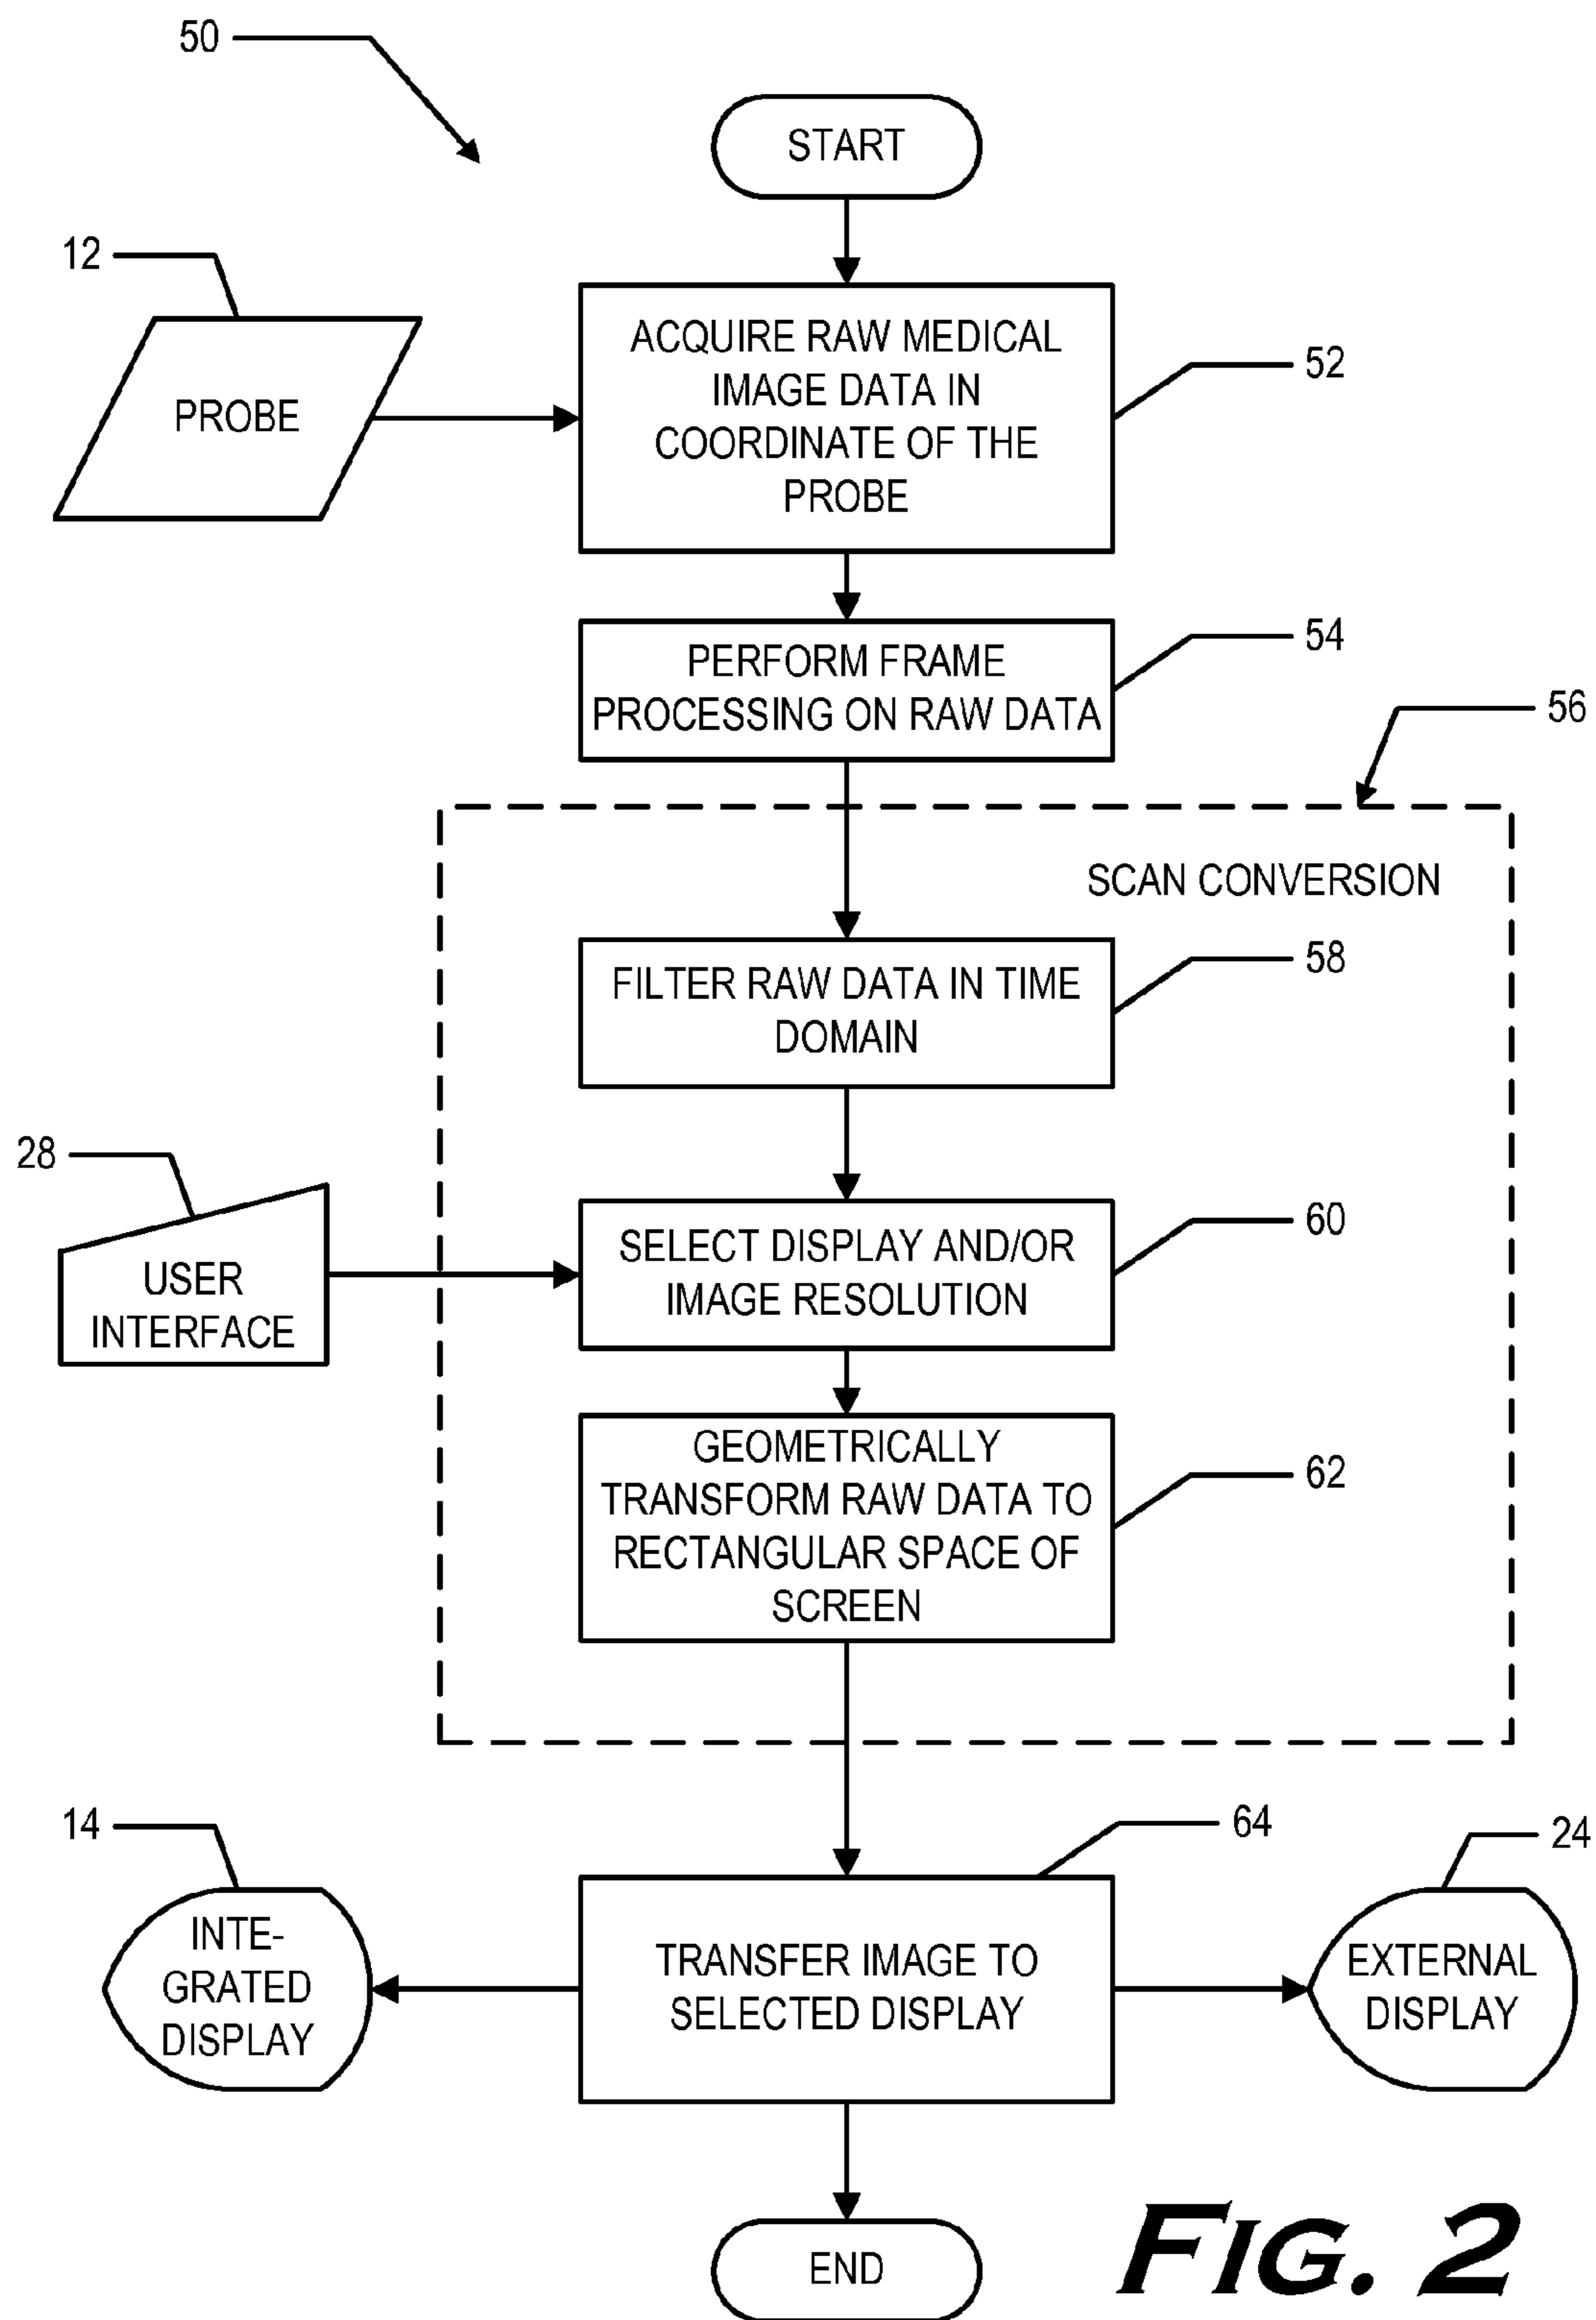 50
START
12
PROBE
ACQUIRE RAW MEDICAL
IMAGE DATA IN
COORDINATE OF THE
PROBE
52
PERFORM FRAME
PROCESSING ON RAW DATA
54
56
SCAN CONVERSION
FILTER RAW DATA IN TIME
DOMAIN
58
28
USER
INTERFACE
SELECT DISPLAY AND/OR
IMAGE RESOLUTION
60
GEOMETRICALLY
TRANSFORM RAW DATA TO
RECTANGULAR SPACE OF
SCREEN
62
14
INTE-
GRATED
DISPLAY
64
TRANSFER IMAGE TO
SELECTED DISPLAY
24
EXTERNAL
DISPLAY
END
FIG. 2